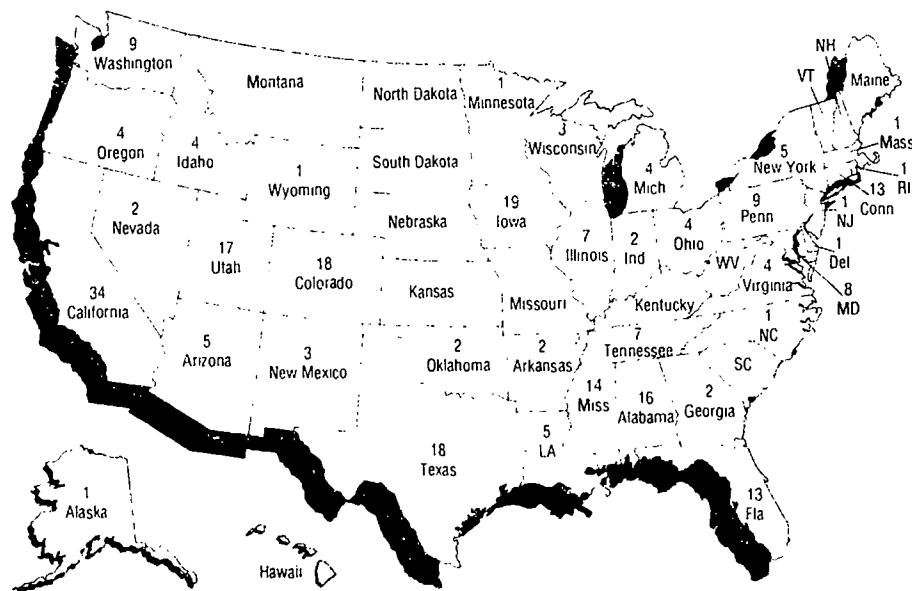 9
Washington
Montana
North Dakota
1
Minnesota
NH
VT
Maine
4
Oregon
4
Idaho
1
Wyoming
South Dakota
3
Wisconsin
4
Mich
5
New York
1
Mass
1
RI
13
Conn
2
Nevada
17
Utah
18
Colorado
Nebraska
19
Iowa
7
Illinois
2
Ind
4
Ohio
9
Penn
1
NJ
1
Del
8
MD
34
California
Kansas
Missouri
Kentucky
WV
4
Virginia
5
Arizona
3
New Mexico
2
Oklahoma
2
Arkansas
7
Tennessee
1
NC
SC
14
Miss
16
Alabama
2
Georgia
18
Texas
5
LA
13
Fla
1
Alaska
Hawaii